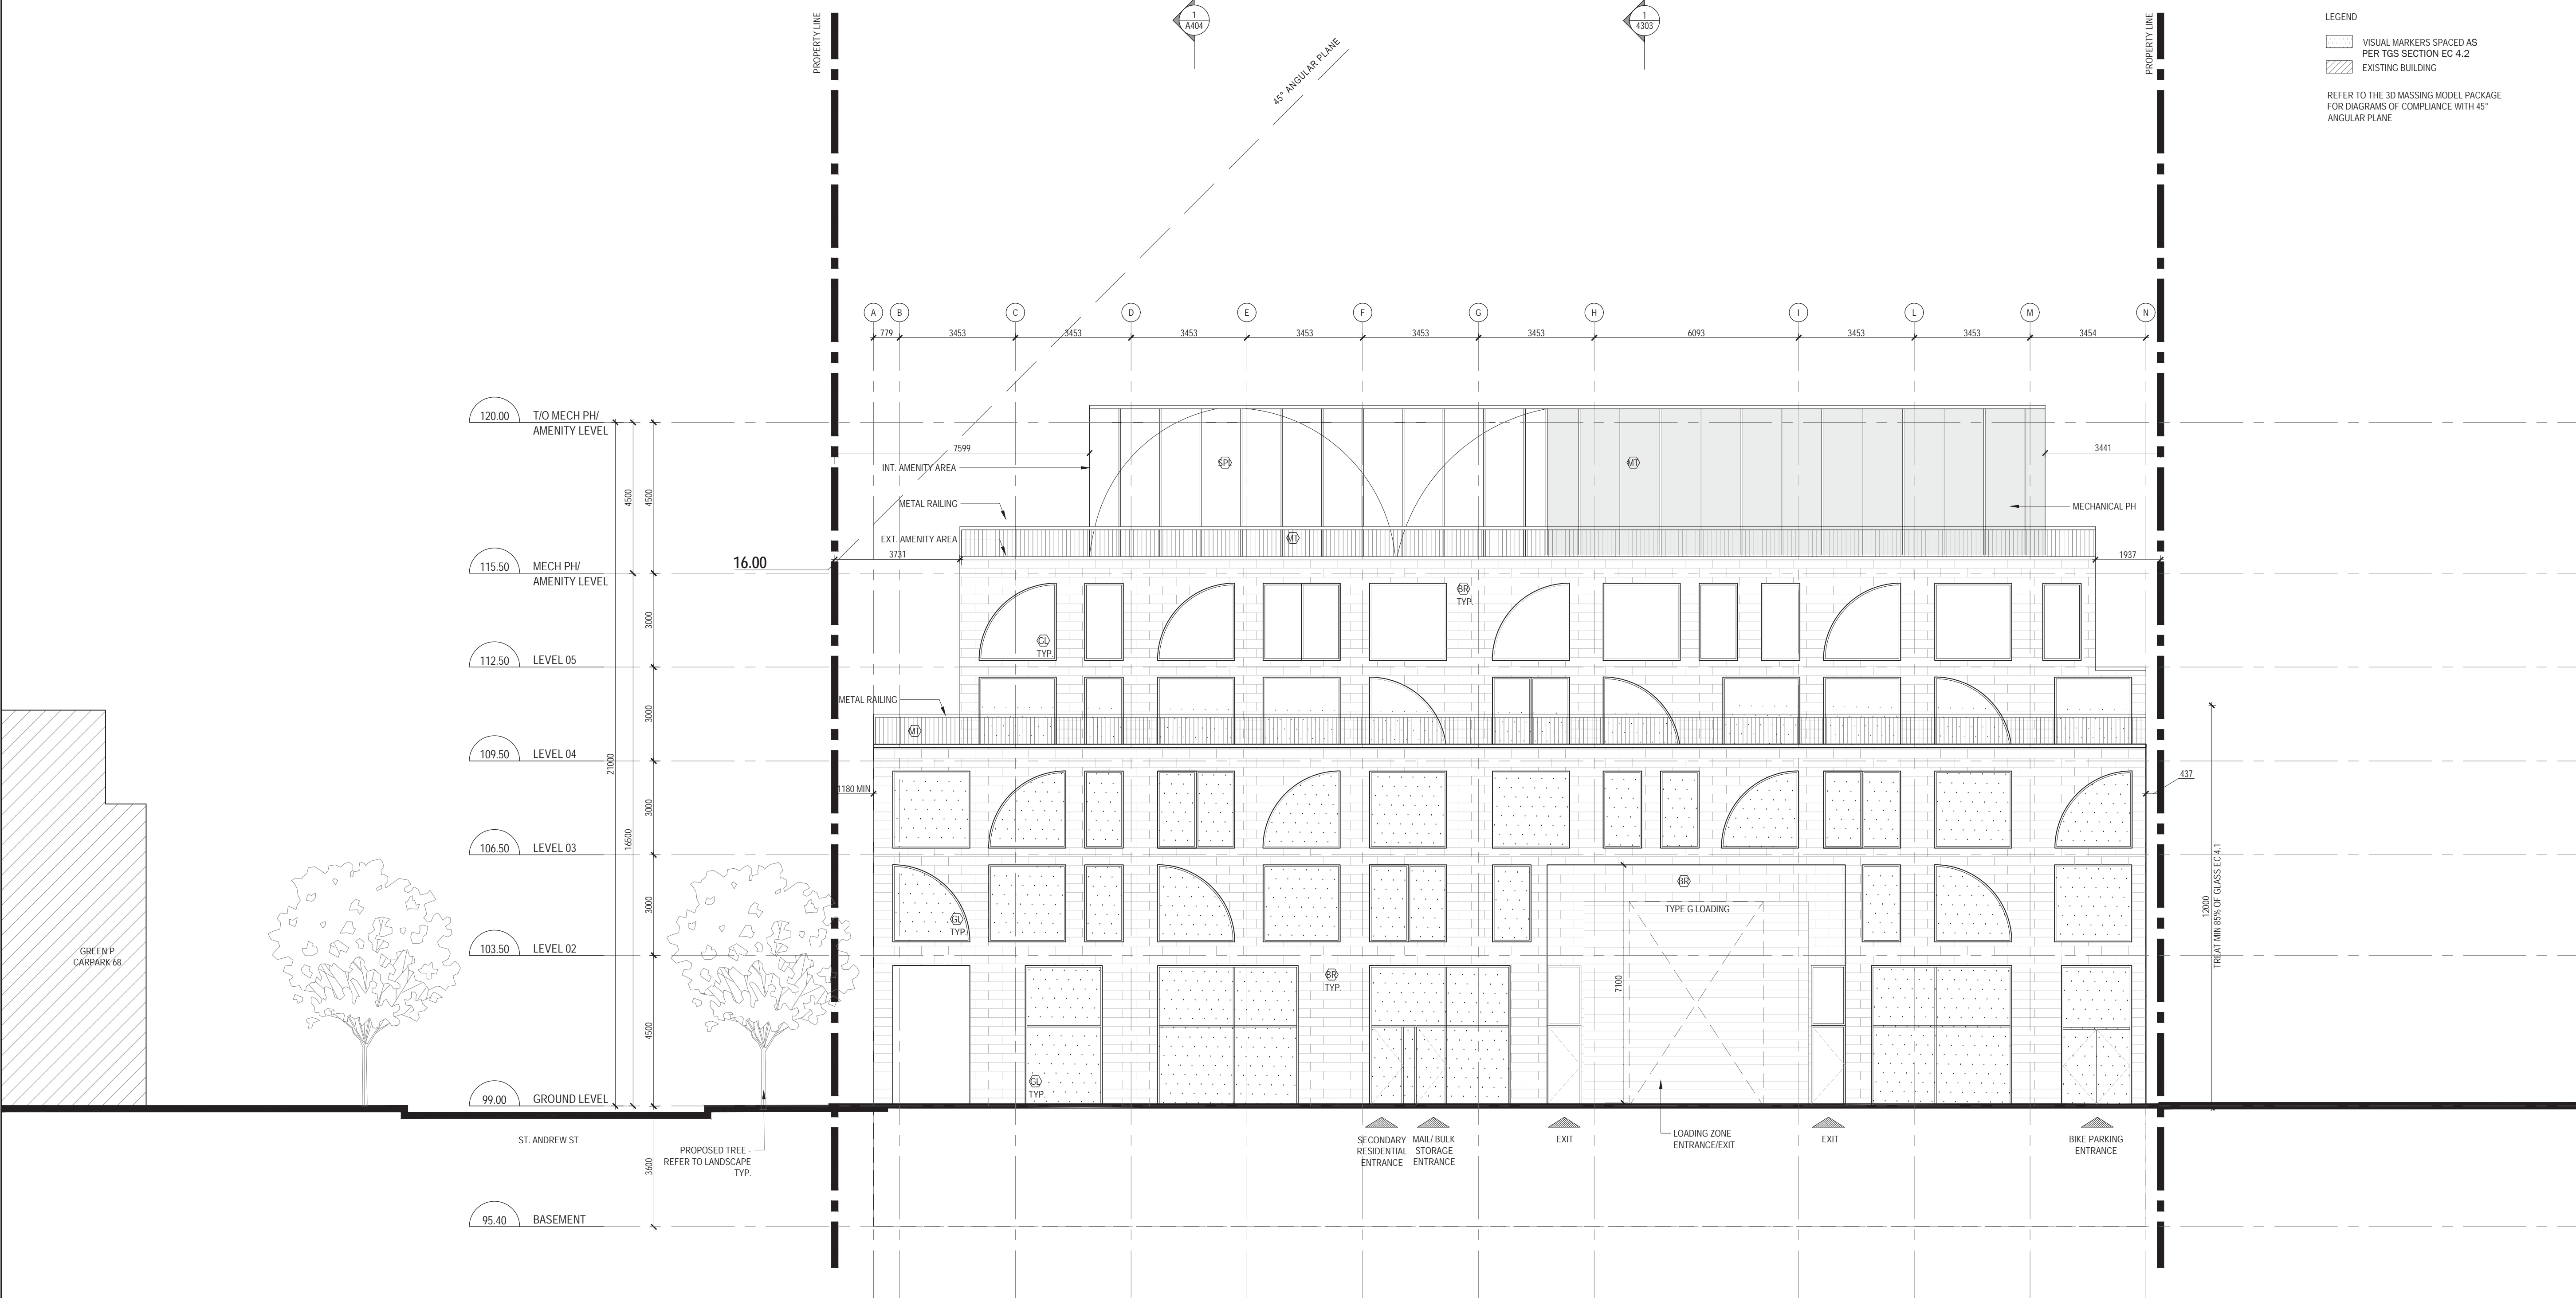 PROPERTY LINE
1
A404
1
4303
PROPERTY LINE
LEGEND
VISUAL MARKERS SPACED AS
PER TGS SECTION EC 4.2
EXISTING BUILDING
REFER TO THE 3D MASSING MODEL PACKAGE
FOR DIAGRAMS OF COMPLIANCE WITH 45°
ANGULAR PLANE
45° ANGULAR PLANE
A
B
C
D
E
F
G
H
I
L
M
N
779
3453
3453
3453
3453
3453
3453
6093
3453
3453
3454
120.00
T/O MECH PH/
AMENITY LEVEL
7599
3441
INT. AMENITY AREA
SP2
MT
4500
4500
METAL RAILING
MECHANICAL PH
EXT. AMENITY AREA
MT
3731
1937
16.00
115.50
MECH PH/
AMENITY LEVEL
BR
TYP.
3000
GL
TYP.
112.50
LEVEL 05
METAL RAILING
3000
MT
109.50
LEVEL 04
21000
437
1180 MIN
3000
16500
106.50
LEVEL 03
12000
TREAT MIN 85% OF GLASS EC 4.1
BR
3000
TYPE G LOADING
GL
TYP.
103.50
LEVEL 02
GREEN P
CARPARK 68
BR
TYP.
7100
4500
GL
TYP.
99.00
GROUND LEVEL
ST. ANDREW ST
PROPOSED TREE -
REFER TO LANDSCAPE
TYP.
3600
SECONDARY
RESIDENTIAL
ENTRANCE
MAIL/ BULK
STORAGE
ENTRANCE
EXIT
LOADING ZONE
ENTRANCE/EXIT
EXIT
BIKE PARKING
ENTRANCE
95.40
BASEMENT